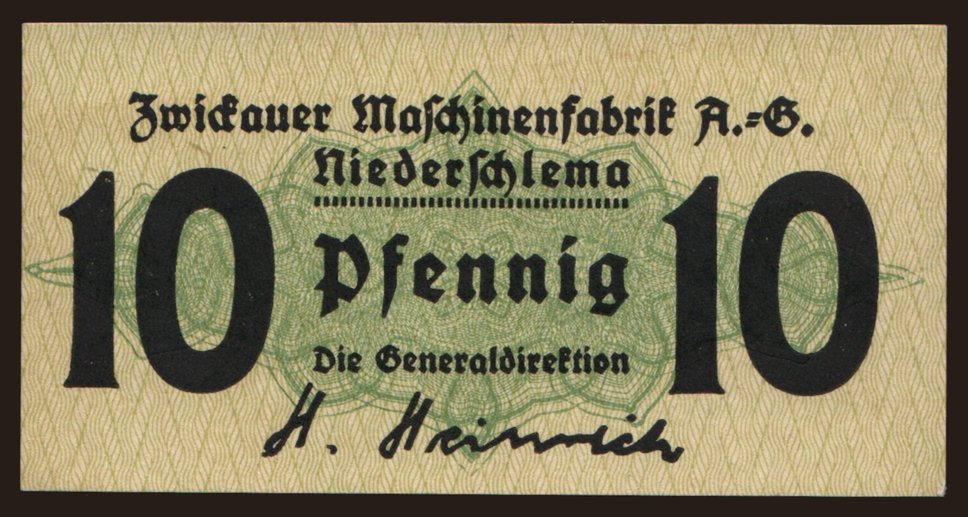 Zwickauer Maschinenfabrik A.=G.
Niederschlema
10 Pfennig 10
Die Generaldirektion
H. Heinrich